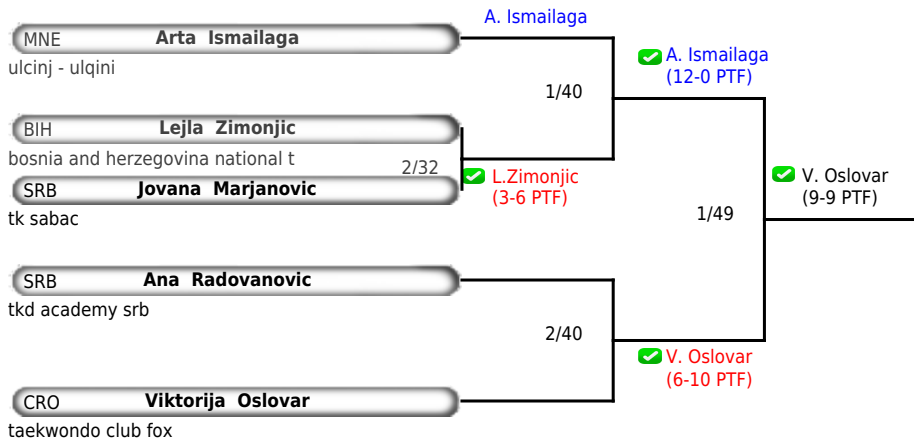 A. Ismailaga
MNE Arta Ismailaga
ulcinj - ulqini
A. Ismailaga
(12-0 PTF)
1/40
BIH Lejla Zimonjic
bosnia and herzegovina national t
2/32
SRB Jovana Marjanovic
tk sabac
L.Zimonjic
(3-6 PTF)
V. Oslovar
(9-9 PTF)
1/49
SRB Ana Radovanovic
tkd academy srb
2/40
V. Oslovar
(6-10 PTF)
CRO Viktorija Oslovar
taekwondo club fox